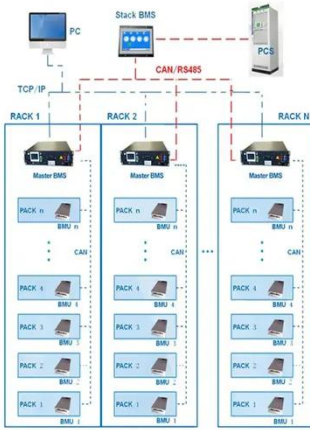 PC
Stack BMS
PCS
CAN/RS485
TCP/IP
RACK 1
RACK 2
RACK N
Master BMS
Master BMS
Master BMS
PACK n
BMU n
PACK n
BMU n
PACK n
BMU n
CAN
CAN
CAN
PACK 4
BMU 4
PACK 4
BMU 4
PACK 4
BMU 4
PACK 3
BMU 3
PACK 3
BMU 3
PACK 3
BMU 3
PACK 2
BMU 2
PACK 2
BMU 2
PACK 2
BMU 2
PACK 1
BMU 1
PACK 1
BMU 1
PACK 1
BMU 1